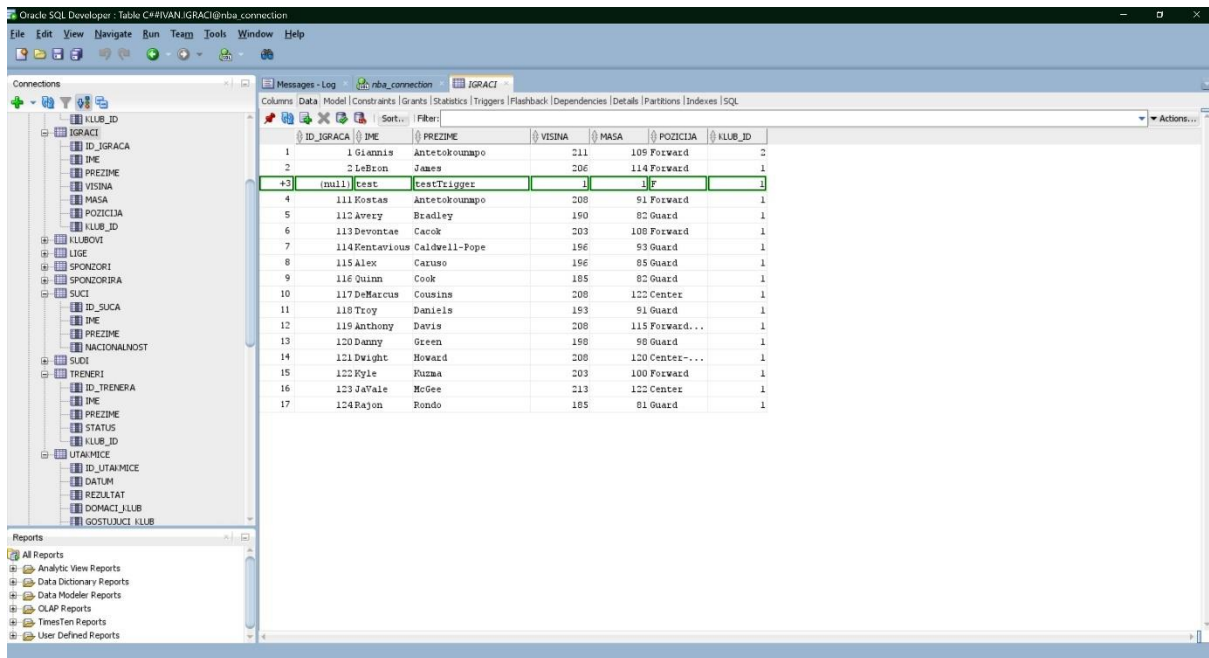 Oracle SQL Developer : Table C##IVAN.IGRACI@nba_connection
File Edit View Navigate Run Team Tools Window Help
Connections
KLUB_ID
IGRACI
ID_IGRACA
IME
PREZIME
VISINA
MASA
POZICIJA
KLUB_ID
KLUBOVI
LIGE
SPONZORI
SPONZORIRA
SUCI
ID_SUCA
IME
PREZIME
NACIONALNOST
SUDI
TRENERI
ID_TRENERA
IME
PREZIME
STATUS
KLUB_ID
UTAKMICE
ID_UTAKMICE
DATUM
REZULTAT
DOMACI_KLUB
GOSTUJUCI_KLUB
Reports
All Reports
Analytic View Reports
Data Dictionary Reports
Data Modeler Reports
OLAP Reports
TimesTen Reports
User Defined Reports
Messages - Log nba_connection IGRACI
Columns Data Model Constraints Grants Statistics Triggers Flashback Dependencies Details Partitions Indexes SQL
Sort.. Filter: Actions...
ID_IGRACA IME PREZIME VISINA MASA POZICIJA KLUB_ID
1 1 Giannis Antetokounmpo 211 109 Forward 2
2 2 LeBron James 206 114 Forward 1
+3 (null) test testTrigger 1 1 F 1
4 111 Kostas Antetokounmpo 208 91 Forward 1
5 112 Avery Bradley 190 82 Guard 1
6 113 Devontae Cacok 203 108 Forward 1
7 114 Kentavious Caldwell-Pope 196 93 Guard 1
8 115 Alex Caruso 196 85 Guard 1
9 116 Quinn Cook 185 82 Guard 1
10 117 DeMarcus Cousins 208 122 Center 1
11 118 Troy Daniels 193 91 Guard 1
12 119 Anthony Davis 208 115 Forward... 1
13 120 Danny Green 198 98 Guard 1
14 121 Dwight Howard 208 120 Center-... 1
15 122 Kyle Kuzma 203 100 Forward 1
16 123 JaVale McGee 213 122 Center 1
17 124 Rajon Rondo 185 81 Guard 1